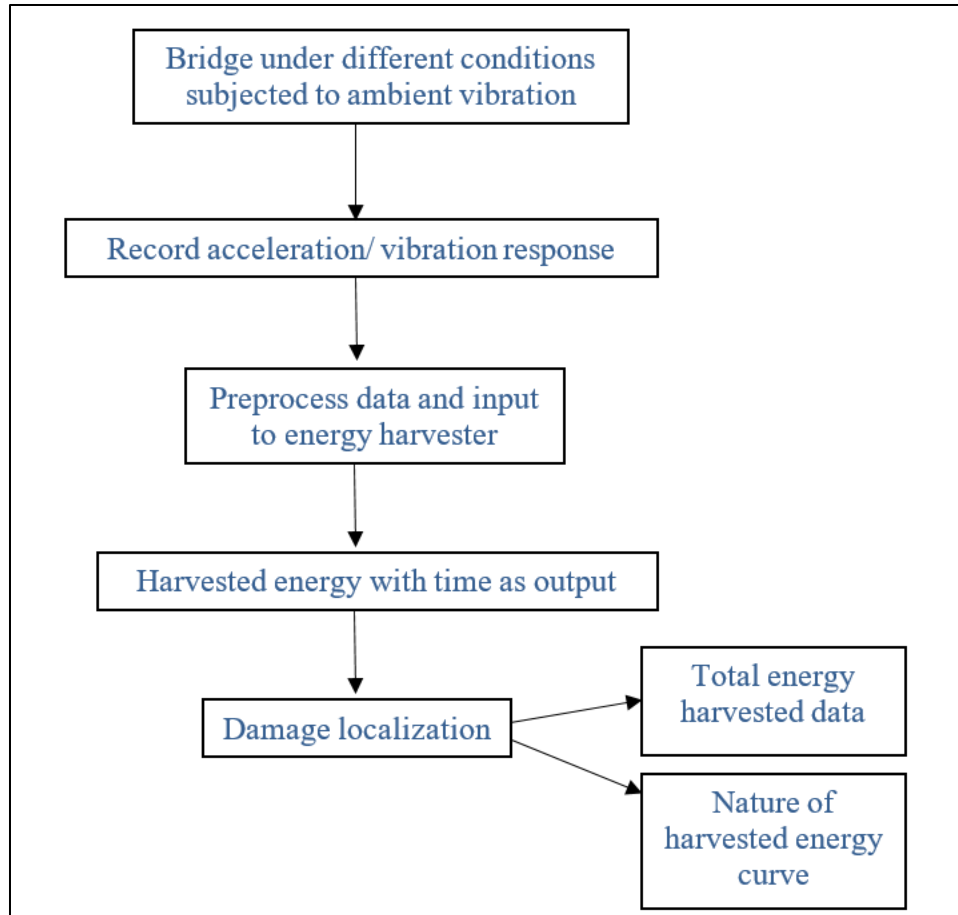 Bridge under different conditions
subjected to ambient vibration
Record acceleration/ vibration response
Preprocess data and input
to energy harvester
Harvested energy with time as output
Damage localization
Total energy
harvested data
Nature of
harvested energy
curve